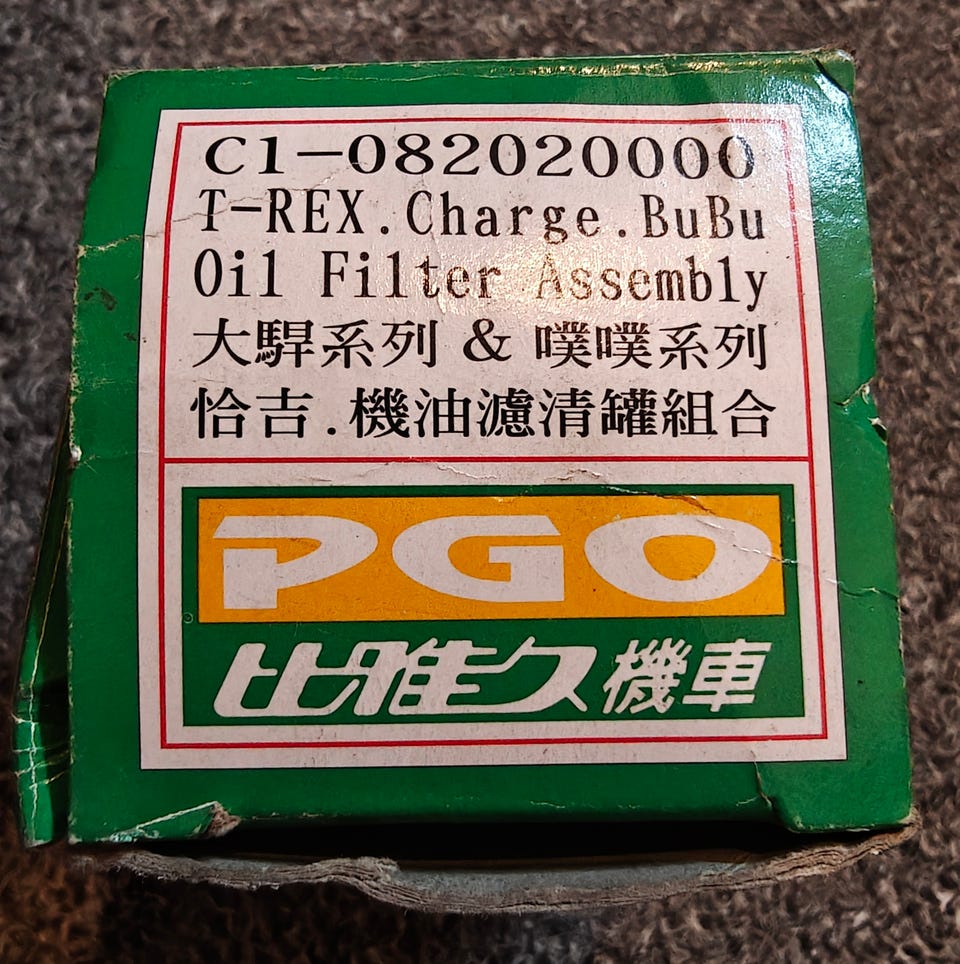 C1-082020000
T-REX.Charge.BuBu
Oil Filter Assembly
大駻系列 & 噗噗系列
恰吉.機油濾清罐組合
PGO
比雅久機車